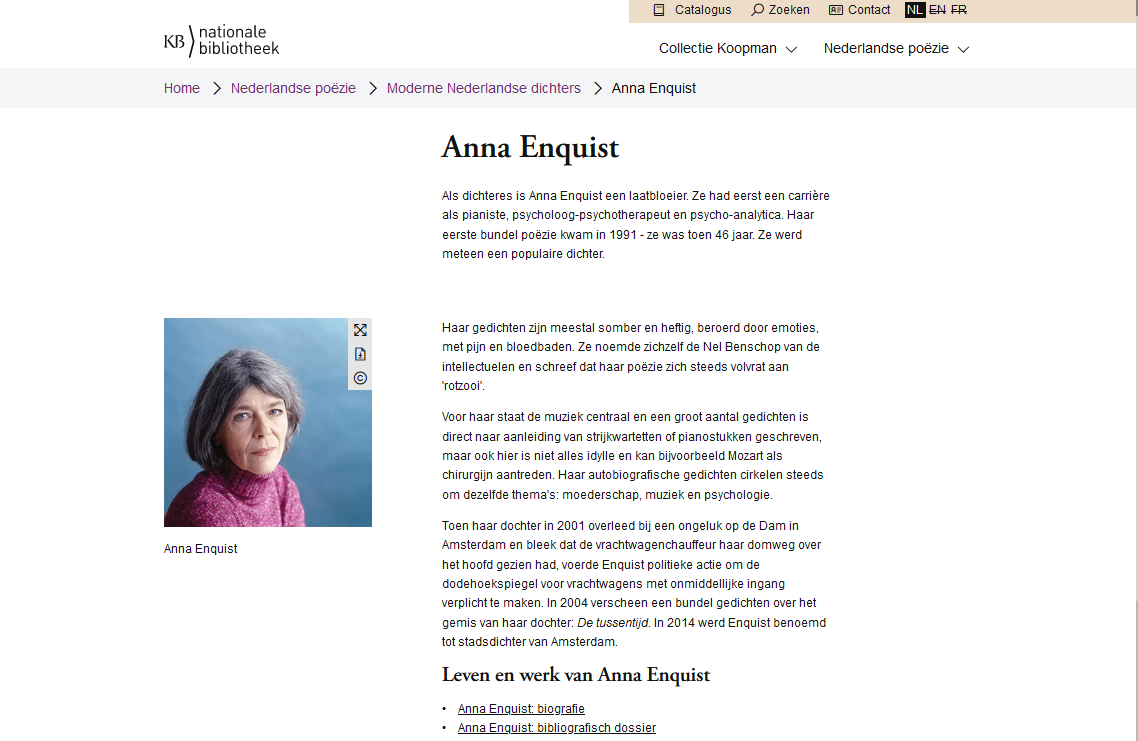 Catalogus Zoeken Contact NL EN FR
KB nationale
bibliotheek
Collectie Koopman Nederlandse poëzie
Home Nederlandse poëzie Moderne Nederlandse dichters Anna Enquist
Anna Enquist
Als dichteres is Anna Enquist een laatbloeier. Ze had eerst een carrière
als pianiste, psycholoog-psychotherapeut en psycho-analytica. Haar
eerste bundel poëzie kwam in 1991 - ze was toen 46 jaar. Ze werd
meteen een populaire dichter.
Haar gedichten zijn meestal somber en heftig, beroerd door emoties,
met pijn en bloedbaden. Ze noemde zichzelf de Nel Benschop van de
intellectuelen en schreef dat haar poëzie zich steeds volvrat aan
'rotzooi'.
Voor haar staat de muziek centraal en een groot aantal gedichten is
direct naar aanleiding van strijkwartetten of pianostukken geschreven,
maar ook hier is niet alles idylle en kan bijvoorbeeld Mozart als
chirurgijn aantreden. Haar autobiografische gedichten cirkelen steeds
om dezelfde thema's: moederschap, muziek en psychologie.
Toen haar dochter in 2001 overleed bij een ongeluk op de Dam in
Amsterdam en bleek dat de vrachtwagenchauffeur haar domweg over
het hoofd gezien had, voerde Enquist politieke actie om de
dodehoekspiegel voor vrachtwagens met onmiddellijke ingang
verplicht te maken. In 2004 verscheen een bundel gedichten over het
gemis van haar dochter: De tussentijd. In 2014 werd Enquist benoemd
tot stadsdichter van Amsterdam.
Anna Enquist
Leven en werk van Anna Enquist
• Anna Enquist: biografie
• Anna Enquist: bibliografisch dossier